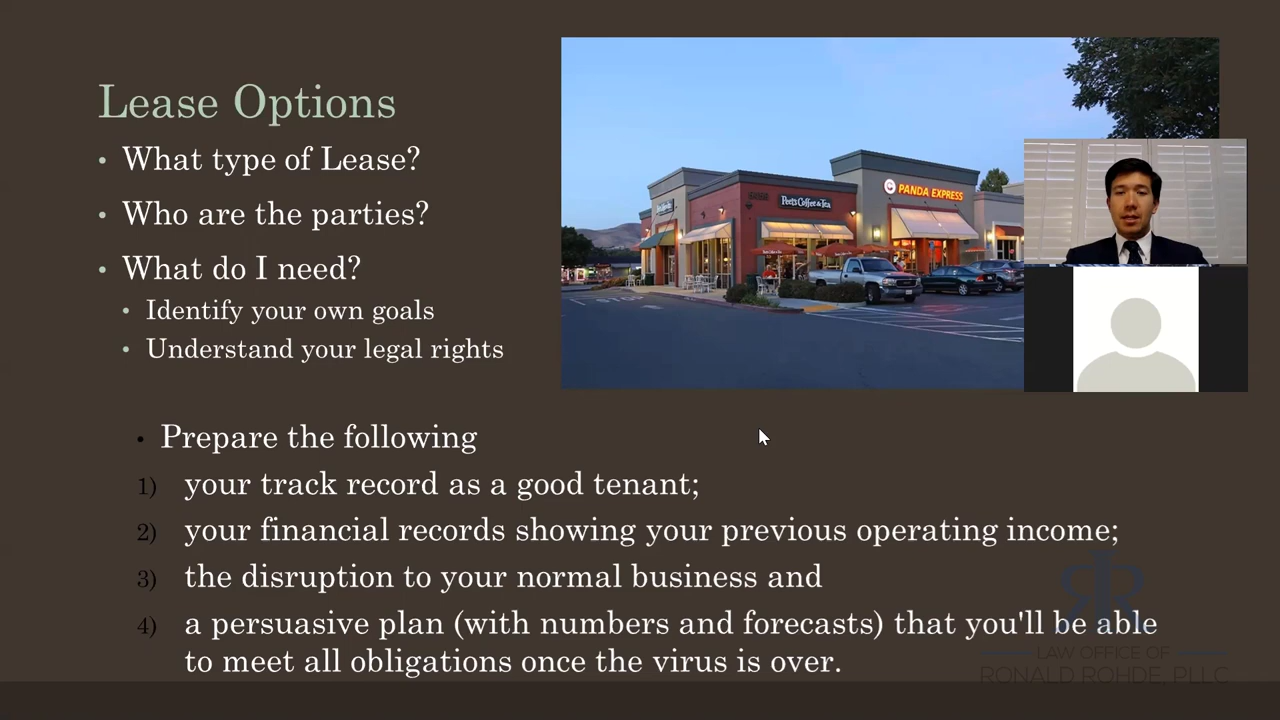 Lease Options
• What type of Lease?
• Who are the parties?
• What do I need?
• Identify your own goals
• Understand your legal rights
Peet's Coffee & Tea
PANDA EXPRESS
• Prepare the following
1) your track record as a good tenant;
2) your financial records showing your previous operating income;
3) the disruption to your normal business and
4) a persuasive plan (with numbers and forecasts) that you'll be able
to meet all obligations once the virus is over.
LAW OFFICE OF
RONALD ROHDE, PLLC